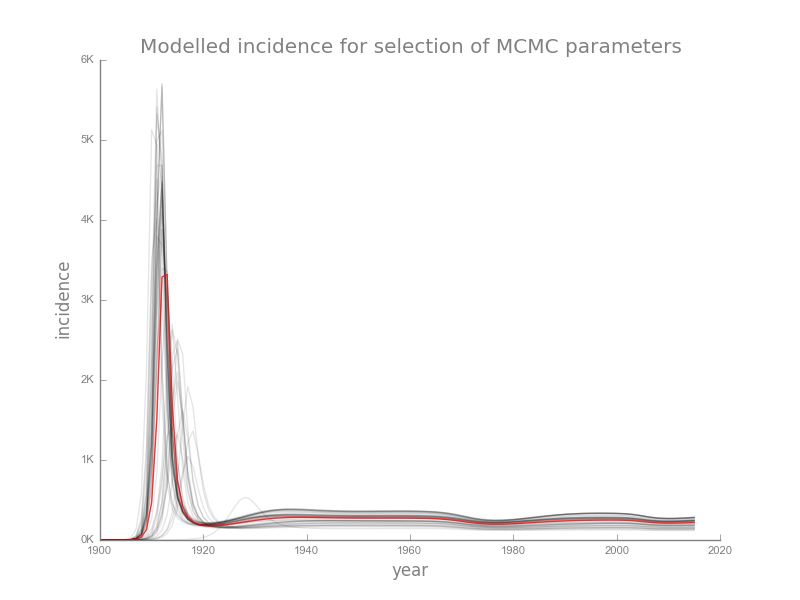 Modelled incidence for selection of MCMC parameters
6K
5K
4K
3K
2K
1K
0K
incidence
1900
1920
1940
1960
1980
2000
2020
year